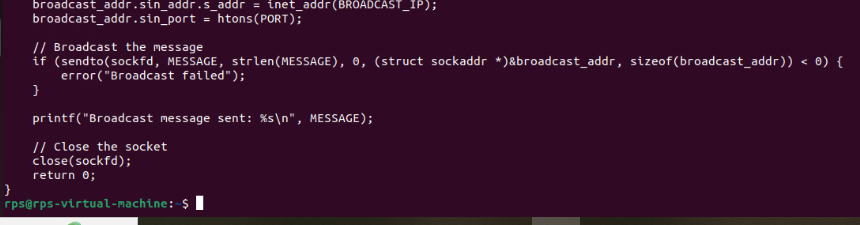 broadcast_addr.sin_addr.s_addr = inet_addr(BROADCAST_IP);
broadcast_addr.sin_port = htons(PORT);
// Broadcast the message
if (sendto(sockfd, MESSAGE, strlen(MESSAGE), 0, (struct sockaddr *)&broadcast_addr, sizeof(broadcast_addr)) < 0) {
error("Broadcast failed");
}
printf("Broadcast message sent: %s\n", MESSAGE);
// Close the socket
close(sockfd);
return 0;
}
rps@rps-virtual-machine:~$